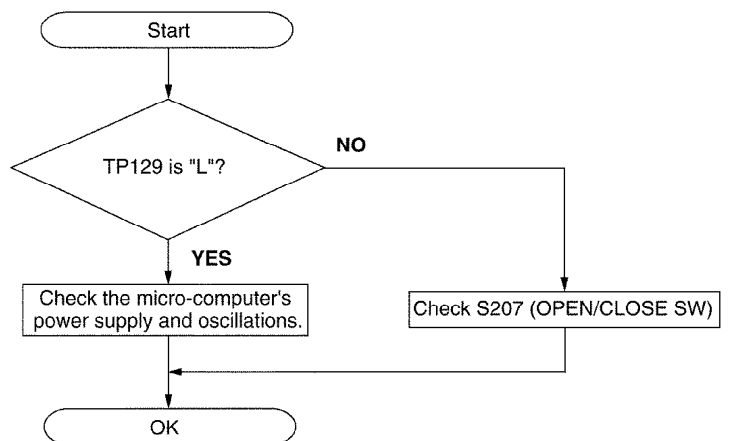 Start
TP129 is "L"?
NO
YES
Check the micro-computer's
power supply and oscillations.
Check S207 (OPEN/CLOSE SW)
OK